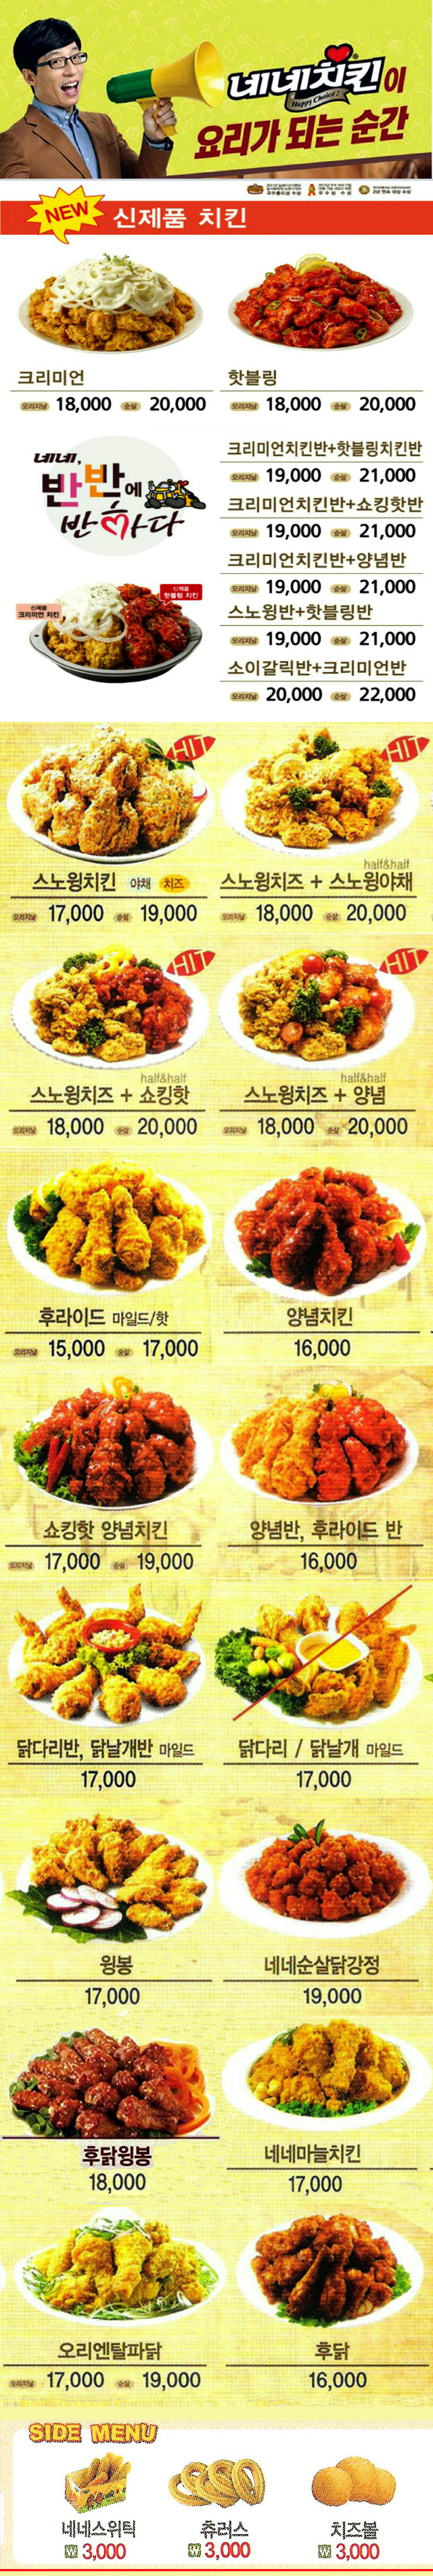 네네치킨이
Happy Choice!
요리가 되는 순간
NEW 신제품 치킨
크리미언
오리지날 18,000 순살 20,000
핫블링
오리지날 18,000 순살 20,000
네네,
반반에
반하다
신제품
크리미언 치킨
신제품
핫블링 치킨
크리미언치킨반+핫블링치킨반
오리지날 19,000 순살 21,000
크리미언치킨반+쇼킹핫반
오리지날 19,000 순살 21,000
크리미언치킨반+양념반
오리지날 19,000 순살 21,000
스노윙반+핫블링반
오리지날 19,000 순살 21,000
소이갈릭반+크리미언반
오리지날 20,000 순살 22,000
HIT
스노윙치킨 야채 치즈
오리지날 17,000 순살 19,000
HIT
half&half
스노윙치즈 + 스노윙야채
오리지날 18,000 순살 20,000
HIT
half&half
스노윙치즈 + 쇼킹핫
오리지날 18,000 순살 20,000
HIT
half&half
스노윙치즈 + 양념
오리지날 18,000 순살 20,000
후라이드 마일드/핫
오리지날 15,000 순살 17,000
양념치킨
16,000
쇼킹핫 양념치킨
오리지날 17,000 순살 19,000
양념반, 후라이드 반
16,000
닭다리반, 닭날개반 마일드
17,000
닭다리 / 닭날개 마일드
17,000
윙봉
17,000
네네순살닭강정
19,000
후닭윙봉
18,000
네네마늘치킨
17,000
오리엔탈파닭
오리지날 17,000 순살 19,000
후닭
16,000
SIDE MENU
네네스위틱
₩ 3,000
츄러스
₩ 3,000
치즈볼
₩ 3,000